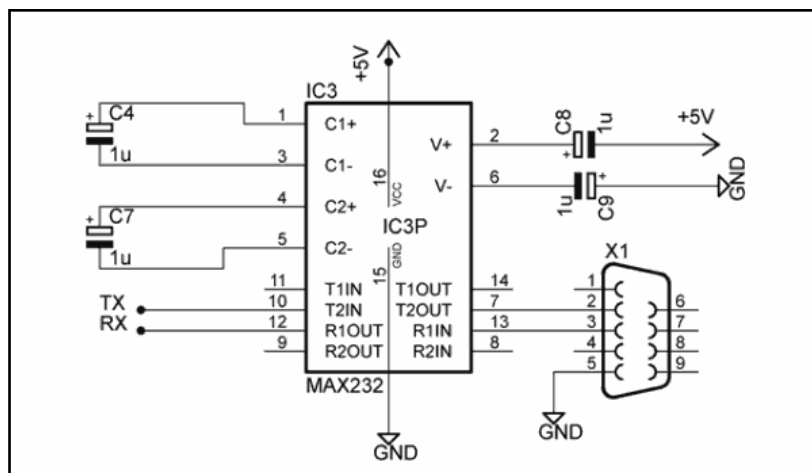 +5V
IC3
C4
1u
C7
1u
1
3
4
5
11
10
12
9
TX
RX
C1+
C1-
C2+
C2-
T1IN
T2IN
R1OUT
R2OUT
16
VCC
IC3P
15
GND
V+
V-
T1OUT
T2OUT
R1IN
R2IN
MAX232
GND
2
6
14
7
13
8
C8
1u
+
+5V
1u
C9
+
GND
X1
1
2
3
4
5
6
7
8
9
GND
+
+